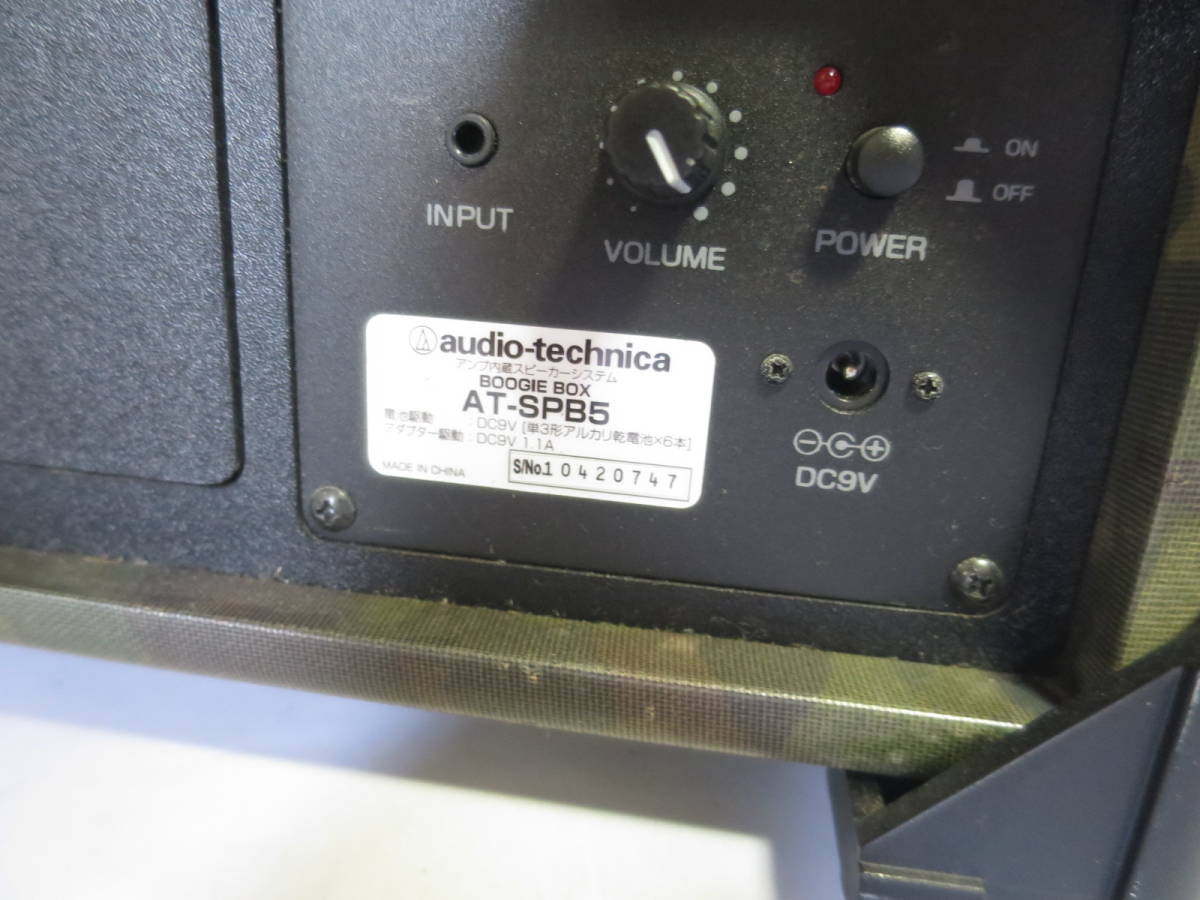 ON
OFF
INPUT
VOLUME
POWER
audio-technica
アンプ内蔵スピーカーシステム
BOOGIE BOX
AT-SPB5
電池駆動 : DC9V [単3形アルカリ乾電池×6本]
アダプター駆動 : DC9V 1.1A
MADE IN CHINA
S/No.10420747
DC9V